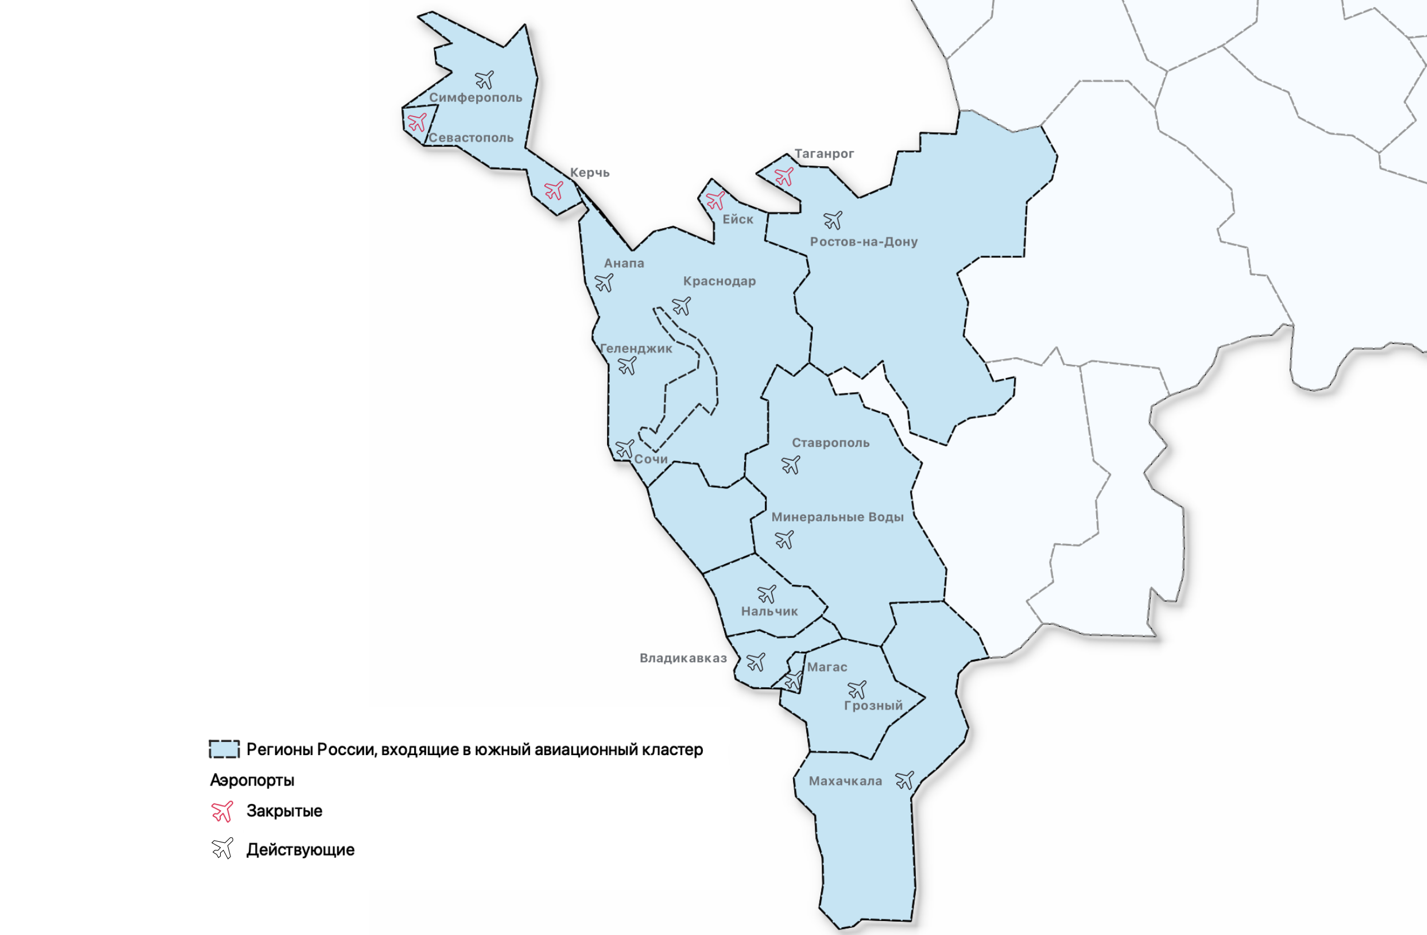 Симферополь
Севастополь
Таганрог
Керчь
Ейск
Ростов-на-Дону
Анапа
Краснодар
Геленджик
Ставрополь
Сочи
Минеральные Воды
Нальчик
Владикавказ
Магас
Грозный
Махачкала
Регионы России, входящие в южный авиационный кластер
Аэропорты
Закрытые
Действующие